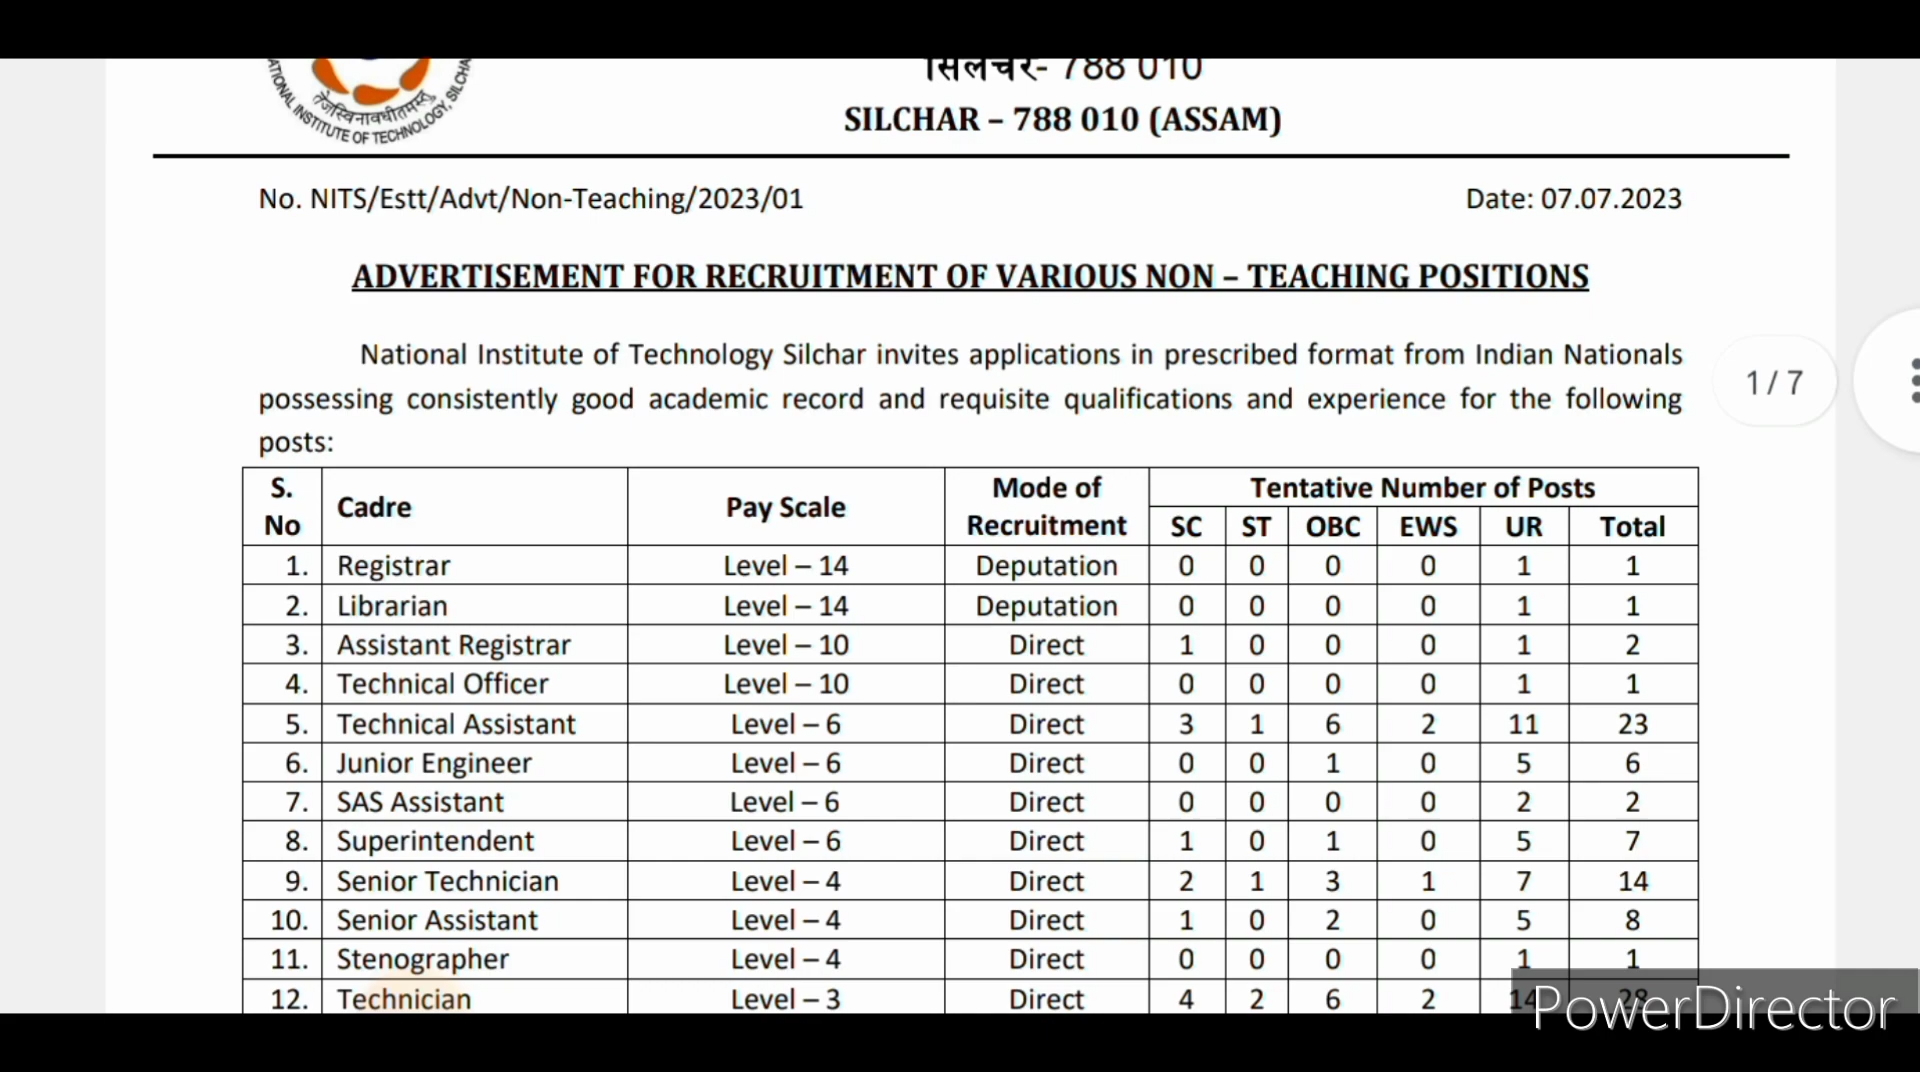 सिलचर- 788 010
SILCHAR – 788 010 (ASSAM)
NATIONAL INSTITUTE OF TECHNOLOGY, SILCHAR
तेजस्विनावधीतमस्तु
No. NITS/Estt/Advt/Non-Teaching/2023/01 Date: 07.07.2023
ADVERTISEMENT FOR RECRUITMENT OF VARIOUS NON – TEACHING POSITIONS
National Institute of Technology Silchar invites applications in prescribed format from Indian Nationals
possessing consistently good academic record and requisite qualifications and experience for the following
posts:
1 / 7
S. No Cadre Pay Scale Mode of Recruitment Tentative Number of Posts
SC ST OBC EWS UR Total
1. Registrar Level – 14 Deputation 0 0 0 0 1 1
2. Librarian Level – 14 Deputation 0 0 0 0 1 1
3. Assistant Registrar Level – 10 Direct 1 0 0 0 1 2
4. Technical Officer Level – 10 Direct 0 0 0 0 1 1
5. Technical Assistant Level – 6 Direct 3 1 6 2 11 23
6. Junior Engineer Level – 6 Direct 0 0 1 0 5 6
7. SAS Assistant Level – 6 Direct 0 0 0 0 2 2
8. Superintendent Level – 6 Direct 1 0 1 0 5 7
9. Senior Technician Level – 4 Direct 2 1 3 1 7 14
10. Senior Assistant Level – 4 Direct 1 0 2 0 5 8
11. Stenographer Level – 4 Direct 0 0 0 0 1 1
12. Technician Level – 3 Direct 4 2 6 2 14 28
PowerDirector